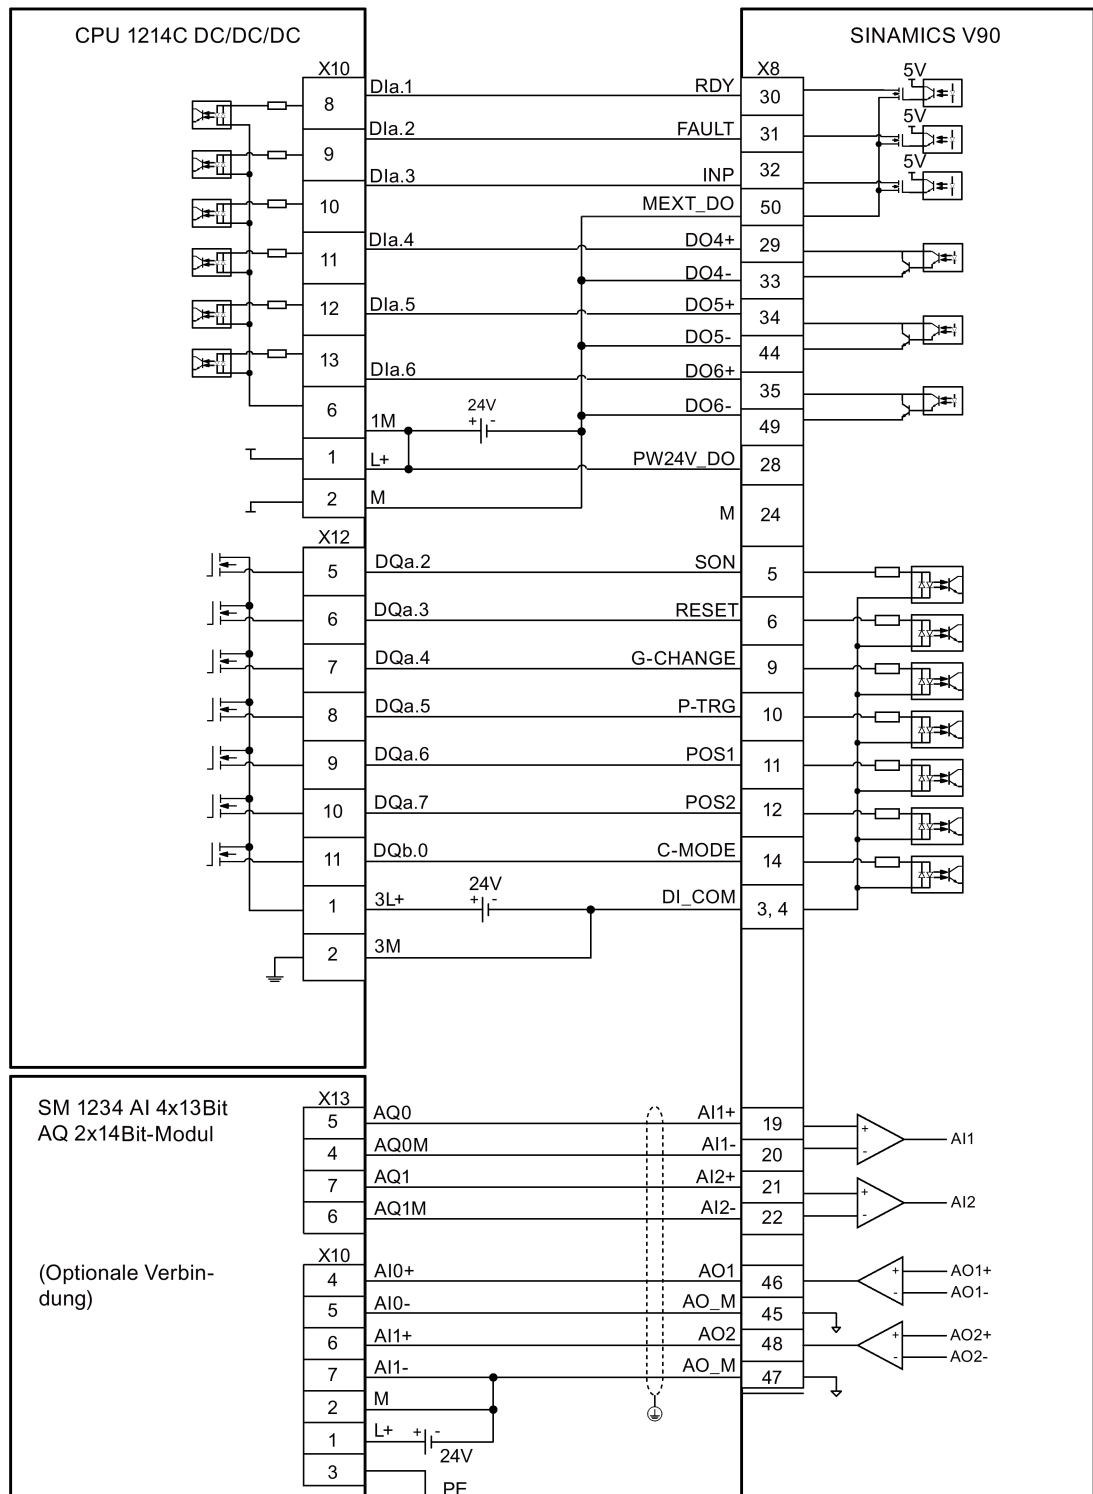 CPU 1214C DC/DC/DC
SINAMICS V90
X10
X8
8 DIa.1 RDY 30 5V
9 DIa.2 FAULT 31 5V
10 DIa.3 INP 32 5V
MEXT_DO 50
11 DIa.4 DO4+ 29
DO4- 33
12 DIa.5 DO5+ 34
DO5- 44
13 DIa.6 DO6+ 35
DO6- 49
6 1M + 24V -
1 L+ PW24V_DO 28
2 M
M 24
X12
5 DQa.2 SON 5
6 DQa.3 RESET 6
7 DQa.4 G-CHANGE 9
8 DQa.5 P-TRG 10
9 DQa.6 POS1 11
10 DQa.7 POS2 12
11 DQb.0 C-MODE 14
1 3L+ + 24V - DI_COM 3, 4
2 3M
SM 1234 AI 4x13Bit
AQ 2x14Bit-Modul
X13
5 AQ0 AI1+ 19 +
4 AQ0M AI1- 20 - AI1
7 AQ1 AI2+ 21 +
6 AQ1M AI2- 22 - AI2
(Optionale Verbin-
dung)
X10
4 AI0+ AO1 46 + AO1+
- AO1-
5 AI0- AO_M 45
6 AI1+ AO2 48 + AO2+
- AO2-
7 AI1- AO_M 47
2 M
1 L+ + - 24V
3 PE